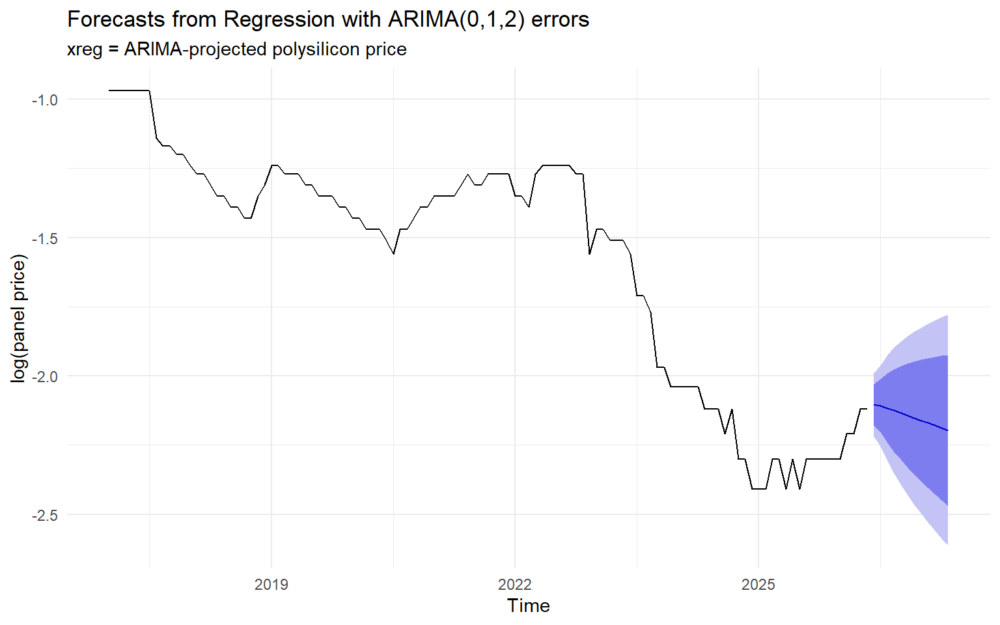 Forecasts from Regression with ARIMA(0,1,2) errors
xreg = ARIMA-projected polysilicon price
-1.0
-1.5
-2.0
-2.5
log(panel price)
2019
2022
2025
Time